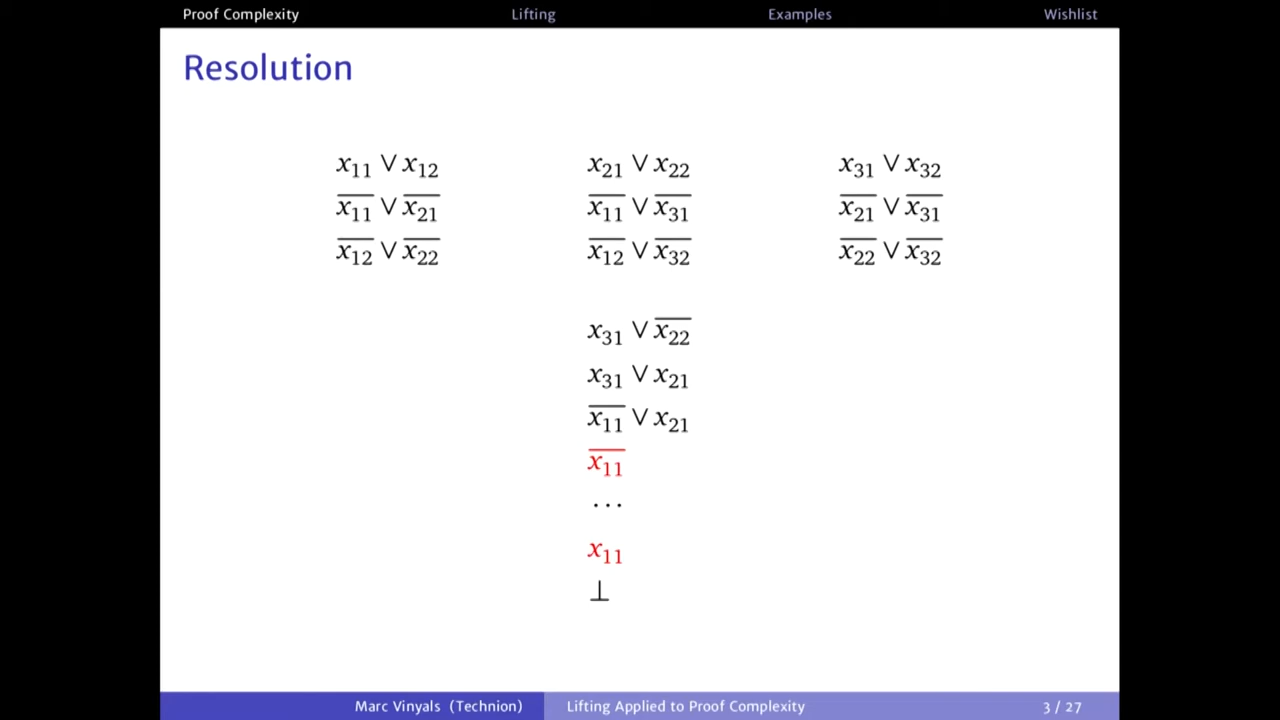 Proof Complexity Lifting Examples Wishlist
Resolution
x₁₁ ∨ x₁₂ x₂₁ ∨ x₂₂ x₃₁ ∨ x₃₂
x̅₁₁ ∨ x̅₂₁ x̅₁₁ ∨ x̅₃₁ x̅₂₁ ∨ x̅₃₁
x̅₁₂ ∨ x̅₂₂ x̅₁₂ ∨ x̅₃₂ x̅₂₂ ∨ x̅₃₂
x₃₁ ∨ x̅₂₂
x₃₁ ∨ x₂₁
x̅₁₁ ∨ x₂₁
x̅₁₁
⋯
x₁₁
⊥
Marc Vinyals (Technion) Lifting Applied to Proof Complexity 3 / 27